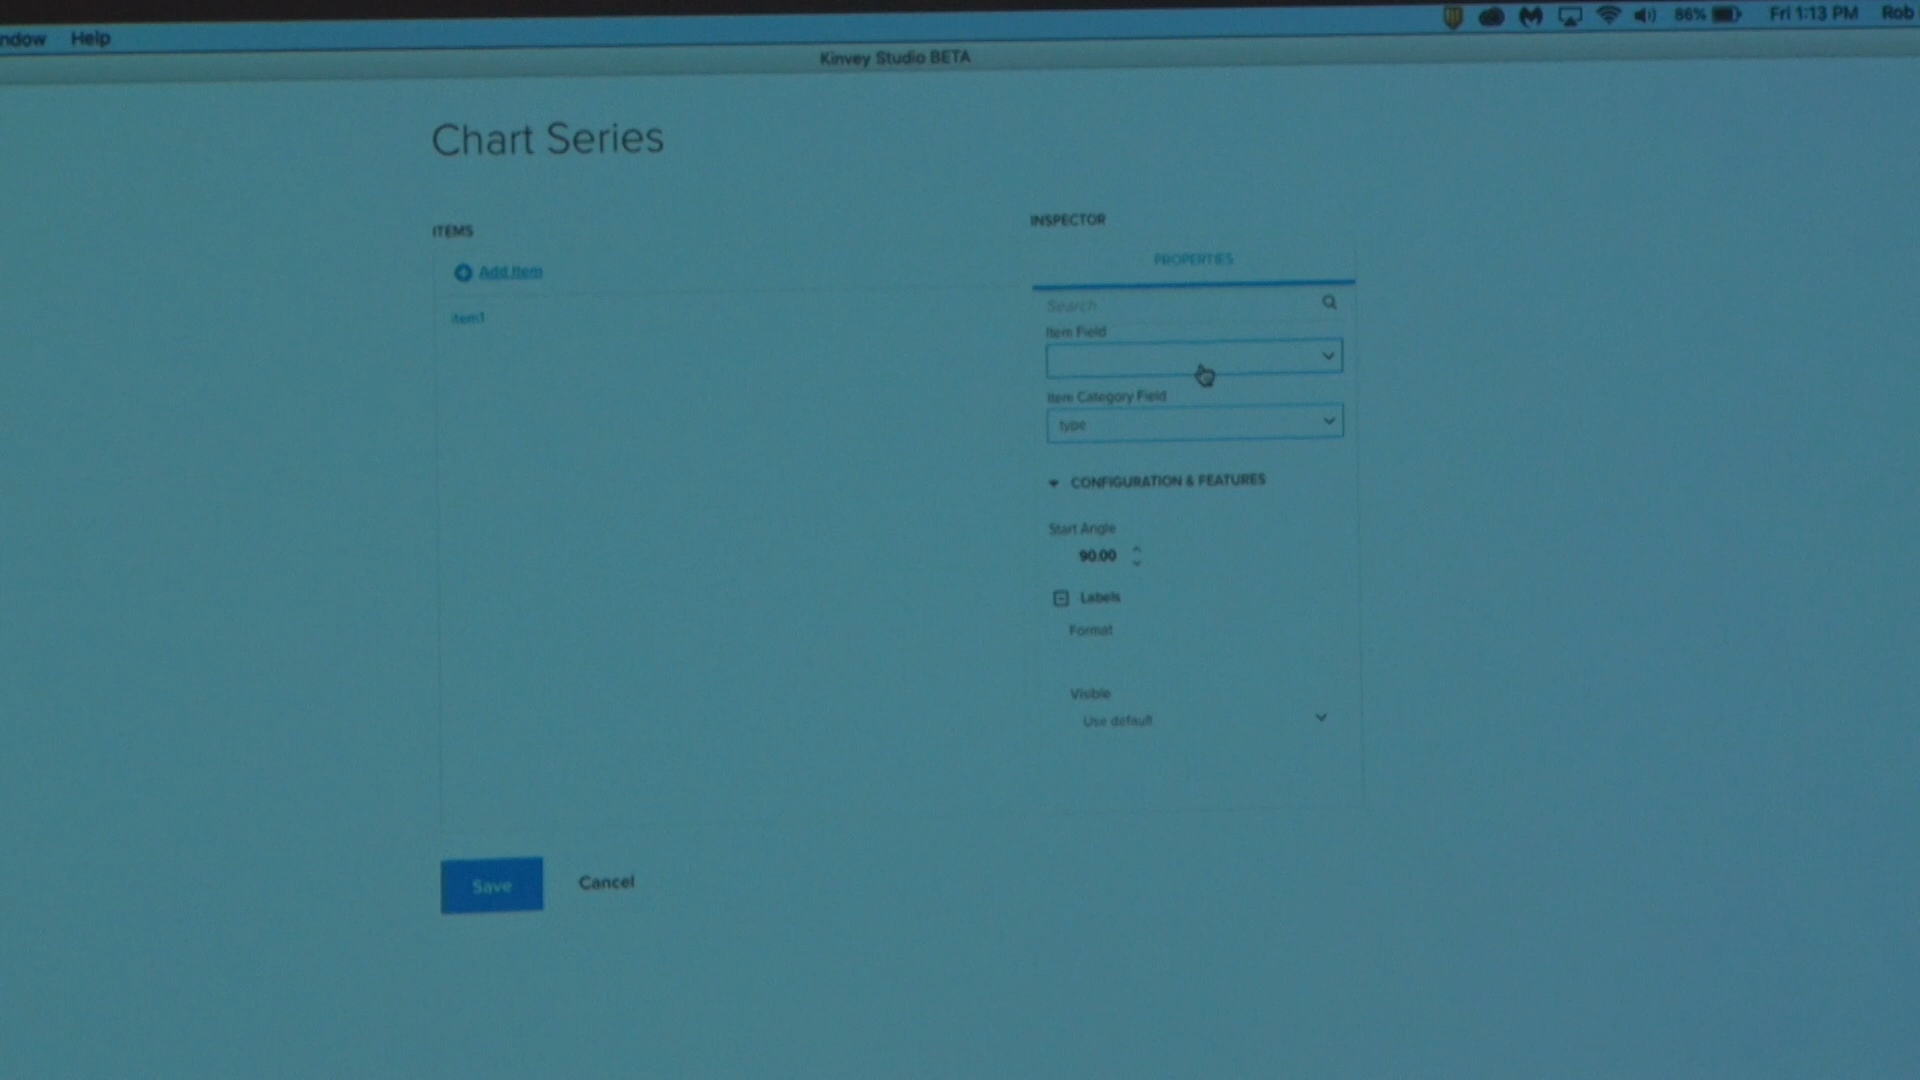 ndow Help 86% Fri 1:13 PM Rob
Kinvey Studio BETA
Chart Series
ITEMS
Add Item
item1
INSPECTOR
PROPERTIES
Search
Item Field
Item Category Field
type
CONFIGURATION & FEATURES
Start Angle
90.00
Labels
Format
Visible
Use default
Save Cancel